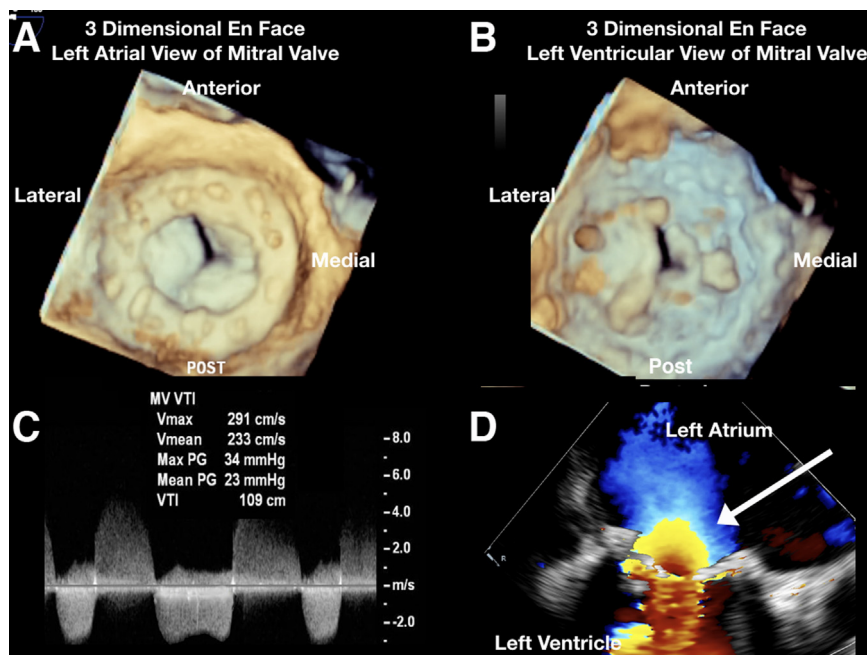 A
3 Dimensional En Face
Left Atrial View of Mitral Valve
Anterior
Lateral
Medial
POST
B
3 Dimensional En Face
Left Ventricular View of Mitral Valve
Anterior
Lateral
Medial
Post
C
MV VTI
Vmax 291 cm/s
Vmean 233 cm/s
Max PG 34 mmHg
Mean PG 23 mmHg
VTI 109 cm
8.0
6.0
4.0
2.0
m/s
-2.0
D
Left Atrium
R
Left Ventricle